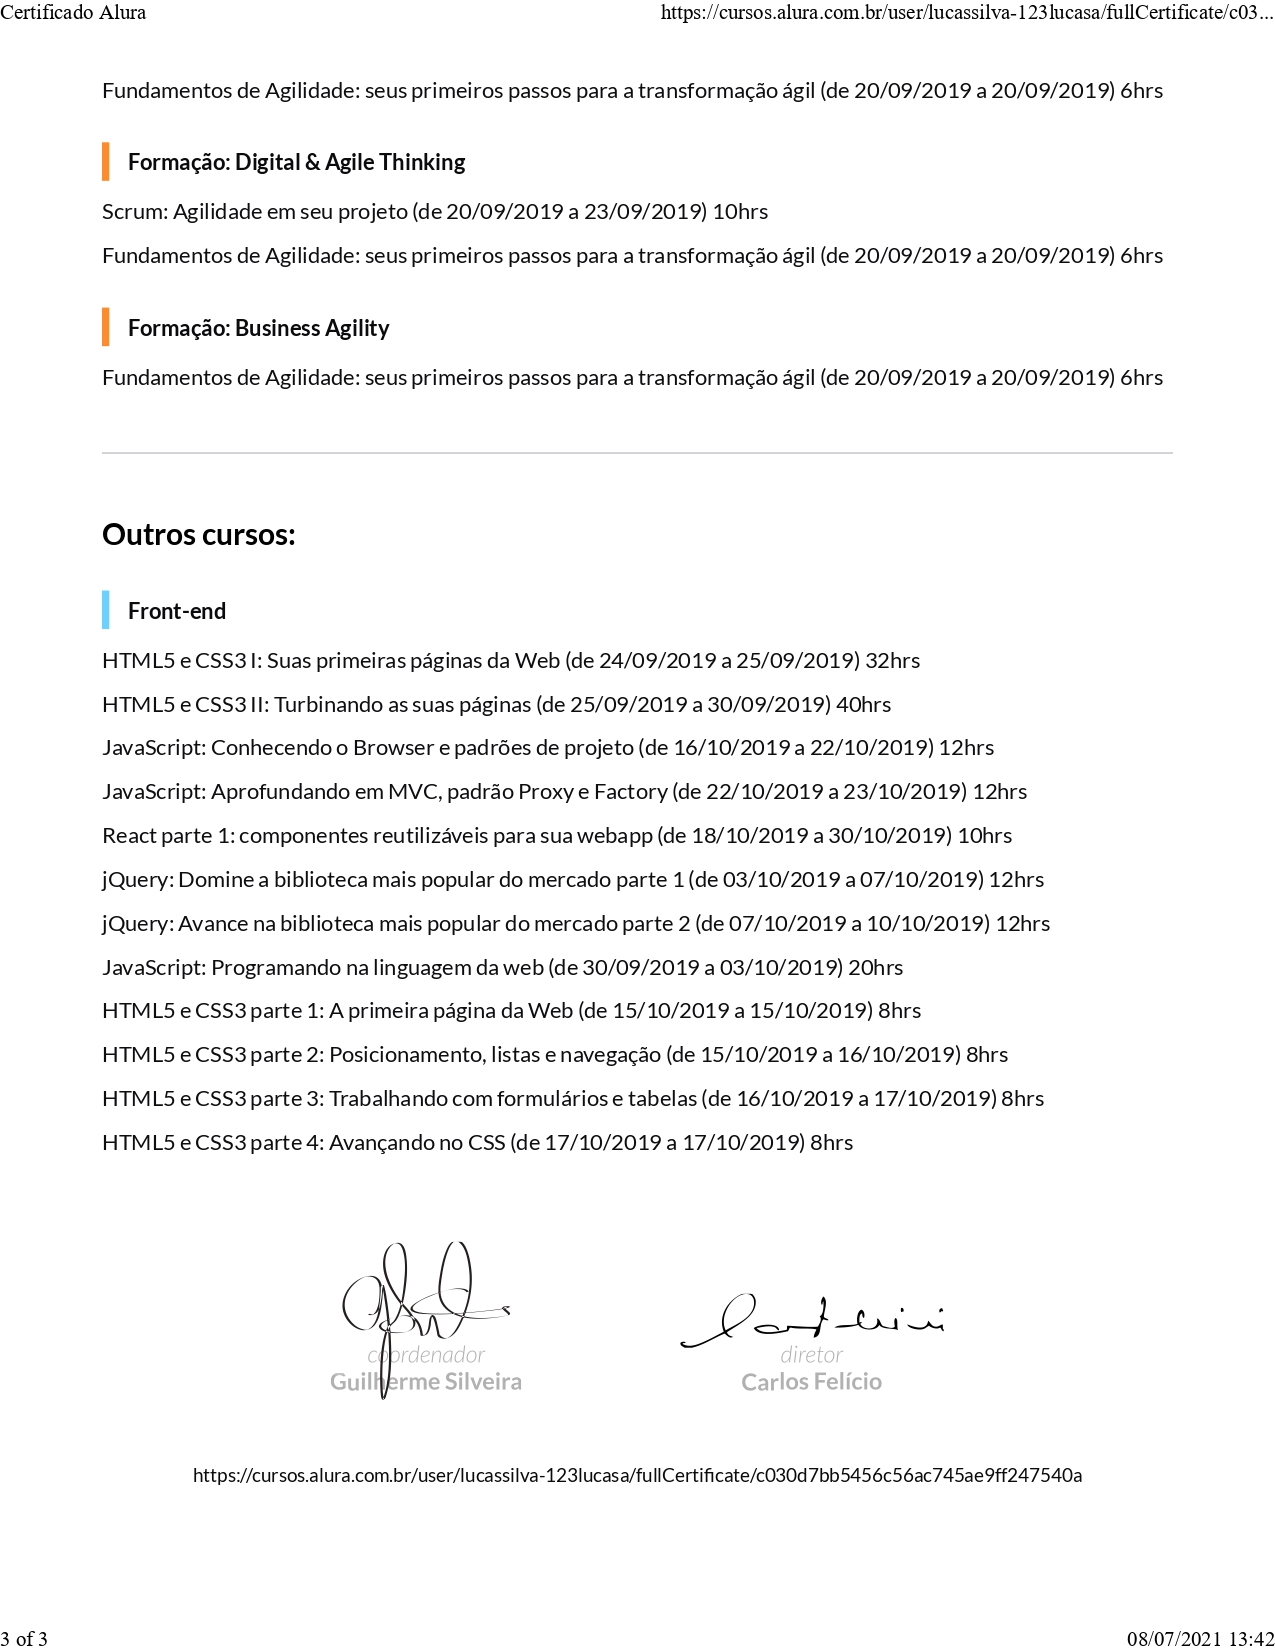 Certificado Alura
https://cursos.alura.com.br/user/lucassilva-123lucasa/fullCertificate/c03...
Fundamentos de Agilidade: seus primeiros passos para a transformação ágil (de 20/09/2019 a 20/09/2019) 6hrs
Formação: Digital & Agile Thinking
Scrum: Agilidade em seu projeto (de 20/09/2019 a 23/09/2019) 10hrs
Fundamentos de Agilidade: seus primeiros passos para a transformação ágil (de 20/09/2019 a 20/09/2019) 6hrs
Formação: Business Agility
Fundamentos de Agilidade: seus primeiros passos para a transformação ágil (de 20/09/2019 a 20/09/2019) 6hrs
Outros cursos:
Front-end
HTML5 e CSS3 I: Suas primeiras páginas da Web (de 24/09/2019 a 25/09/2019) 32hrs
HTML5 e CSS3 II: Turbinando as suas páginas (de 25/09/2019 a 30/09/2019) 40hrs
JavaScript: Conhecendo o Browser e padrões de projeto (de 16/10/2019 a 22/10/2019) 12hrs
JavaScript: Aprofundando em MVC, padrão Proxy e Factory (de 22/10/2019 a 23/10/2019) 12hrs
React parte 1: componentes reutilizáveis para sua webapp (de 18/10/2019 a 30/10/2019) 10hrs
jQuery: Domine a biblioteca mais popular do mercado parte 1 (de 03/10/2019 a 07/10/2019) 12hrs
jQuery: Avance na biblioteca mais popular do mercado parte 2 (de 07/10/2019 a 10/10/2019) 12hrs
JavaScript: Programando na linguagem da web (de 30/09/2019 a 03/10/2019) 20hrs
HTML5 e CSS3 parte 1: A primeira página da Web (de 15/10/2019 a 15/10/2019) 8hrs
HTML5 e CSS3 parte 2: Posicionamento, listas e navegação (de 15/10/2019 a 16/10/2019) 8hrs
HTML5 e CSS3 parte 3: Trabalhando com formulários e tabelas (de 16/10/2019 a 17/10/2019) 8hrs
HTML5 e CSS3 parte 4: Avançando no CSS (de 17/10/2019 a 17/10/2019) 8hrs
coordenador
Guilherme Silveira
diretor
Carlos Felício
https://cursos.alura.com.br/user/lucassilva-123lucasa/fullCertificate/c030d7bb5456c56ac745ae9ff247540a
3 of 3
08/07/2021 13:42